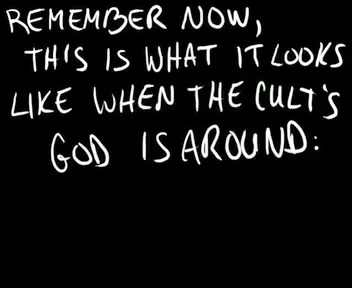 REMEMBER NOW,
THIS IS WHAT IT LOOKS
LIKE WHEN THE CULT'S
GOD IS AROUND: